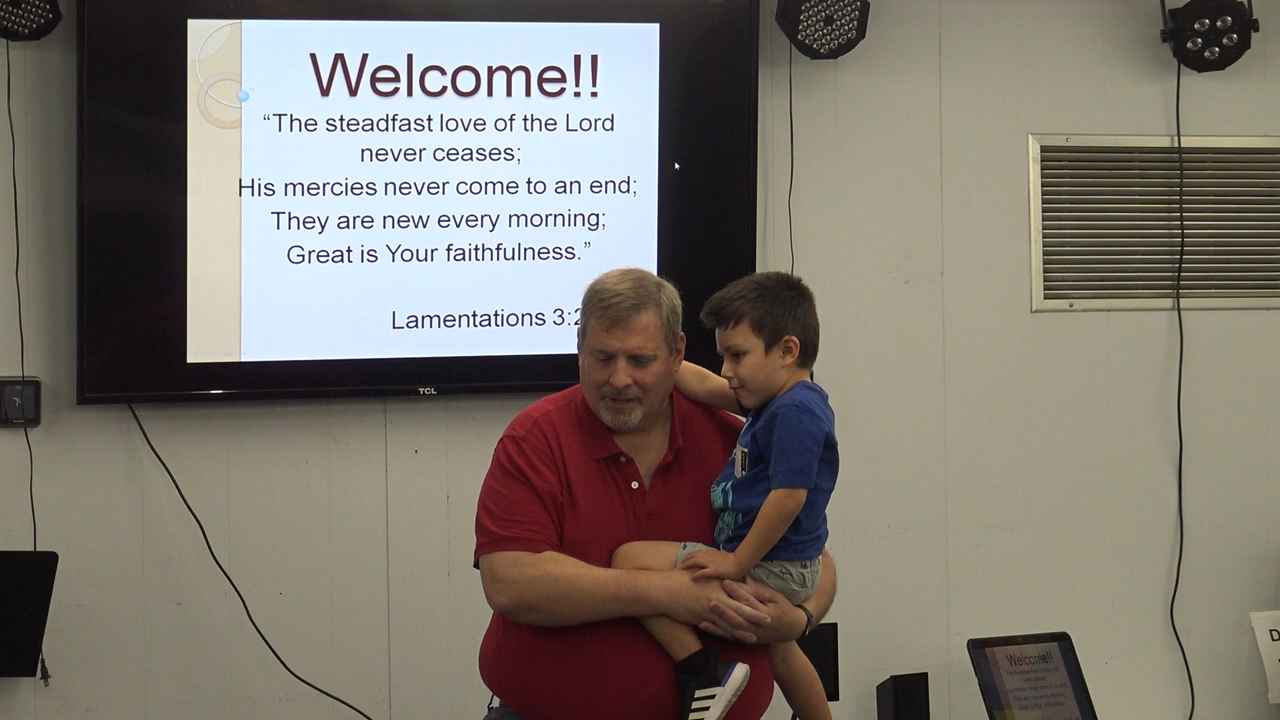 Welcome!!
“The steadfast love of the Lord
never ceases;
His mercies never come to an end;
They are new every morning;
Great is Your faithfulness.”
Lamentations 3:2
TCL
Welcome!!
D